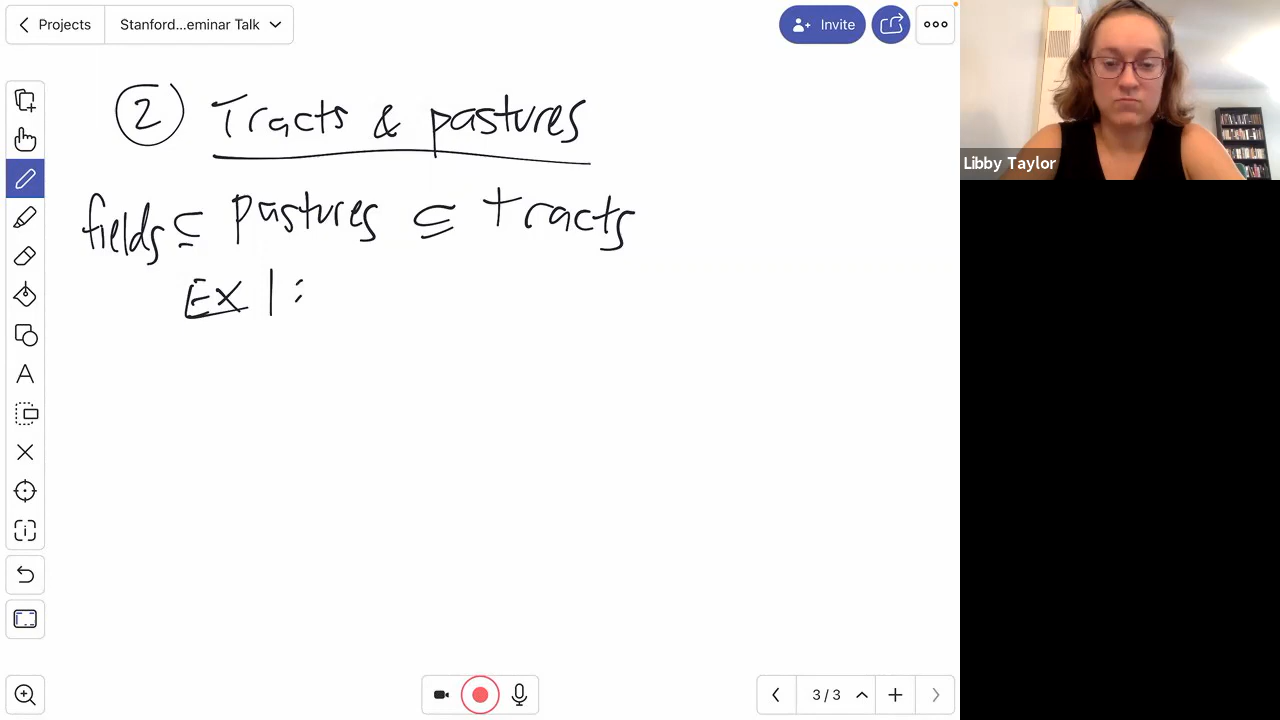 Projects
Stanford...eminar Talk
Invite
② Tracts & pastures
fields ⊆ pastures ⊆ tracts
Ex 1:
Libby Taylor
A
3 / 3